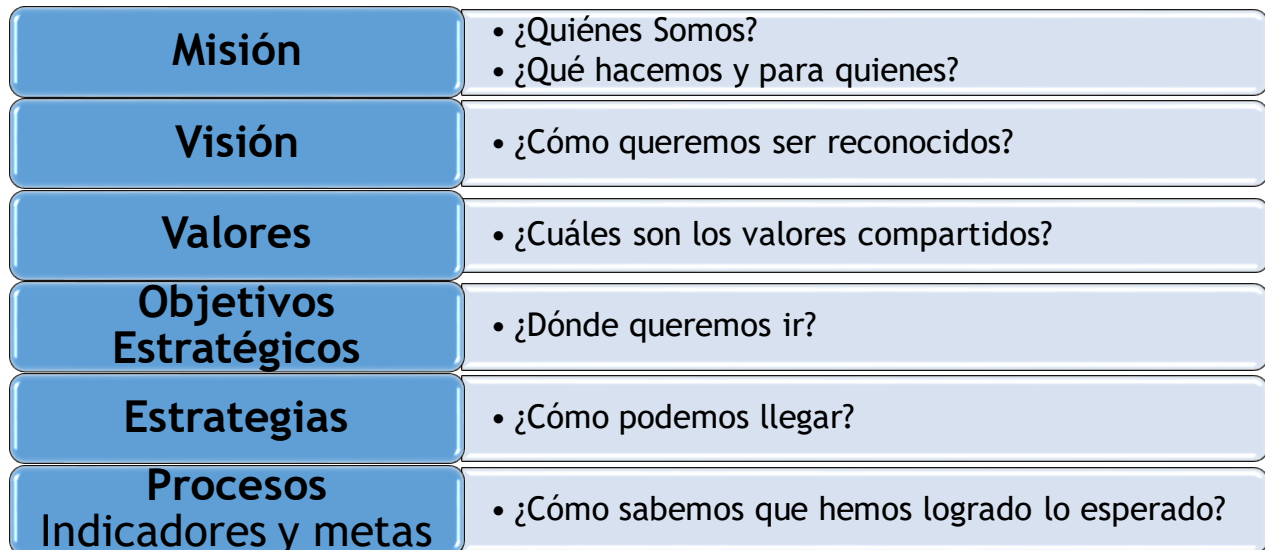 Misión
• ¿Quiénes Somos?
• ¿Qué hacemos y para quienes?
Visión
• ¿Cómo queremos ser reconocidos?
Valores
• ¿Cuáles son los valores compartidos?
Objetivos
Estratégicos
• ¿Dónde queremos ir?
Estrategias
• ¿Cómo podemos llegar?
Procesos
Indicadores y metas
• ¿Cómo sabemos que hemos logrado lo esperado?